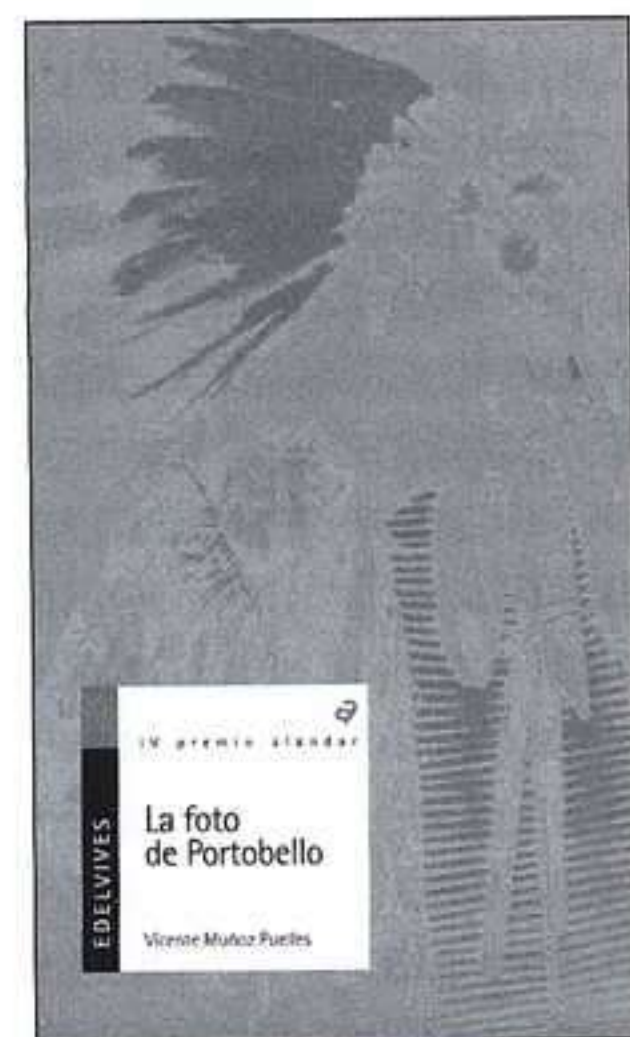 IV premio alandar
La foto
de Portobello
Vicente Muñoz Puelles
EDELVIVES